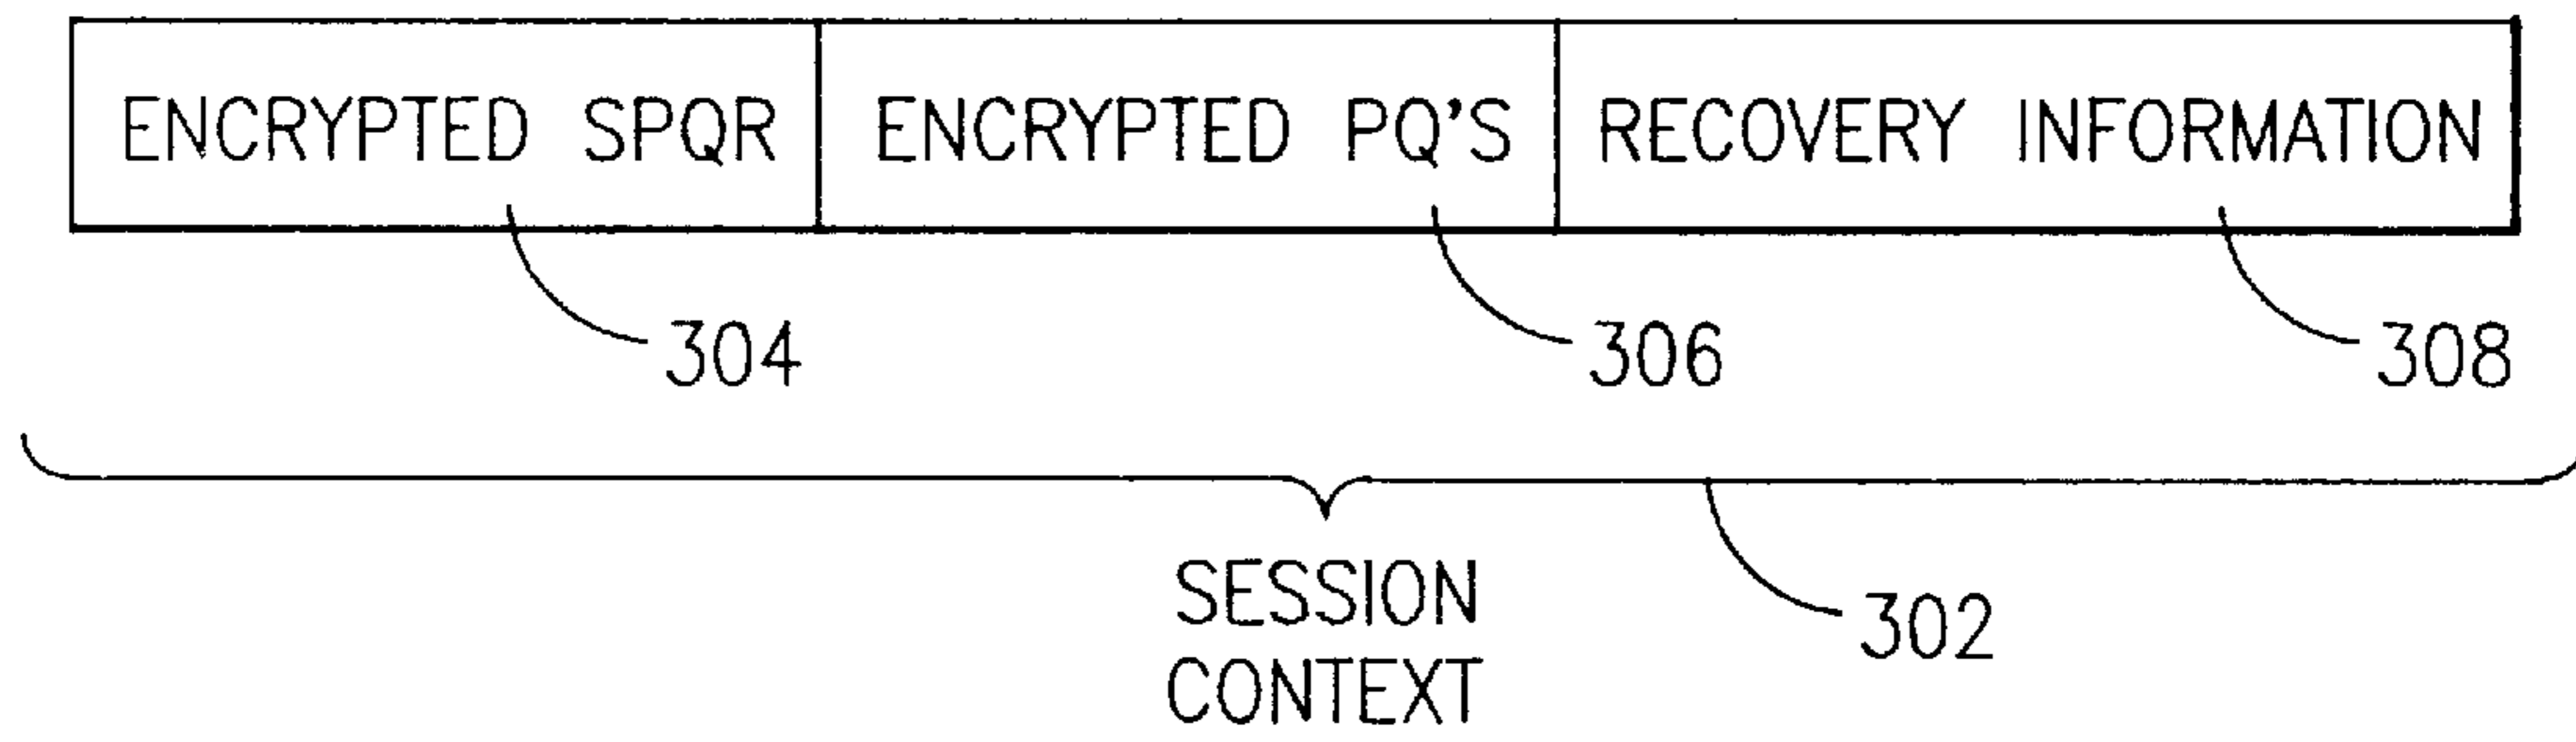 ENCRYPTED SPQR
ENCRYPTED PQ'S
RECOVERY INFORMATION
304
306
308
SESSION
CONTEXT
302